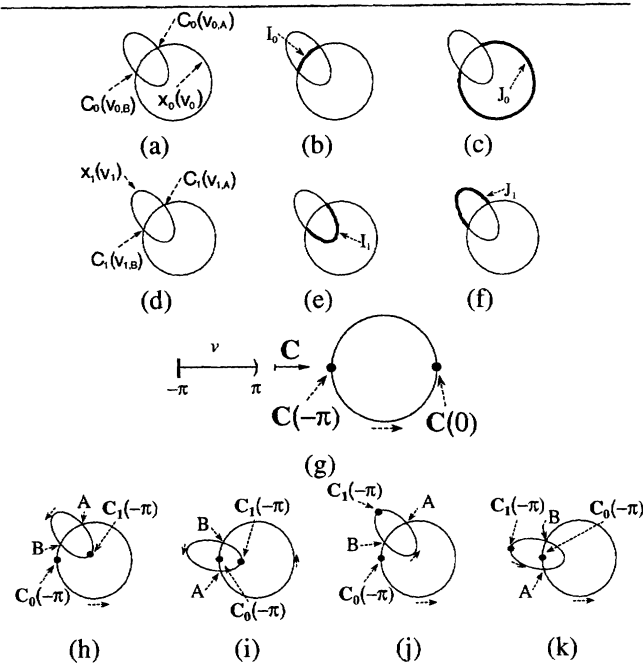 C₀(v₀,A)
C₀(v₀,B) x₀(v₀) I₀ J₀
(a) (b) (c)
x₁(v₁) C₁(v₁,A) J₁
C₁(v₁,B) I₁
(d) (e) (f)
v C
−π π
C(−π) C(0)
(g)
A C₁(−π) B C₁(−π) C₁(−π) A C₁(−π) B C₀(−π)
B A B A
C₀(−π) C₀(−π) C₀(−π)
(h) (i) (j) (k)